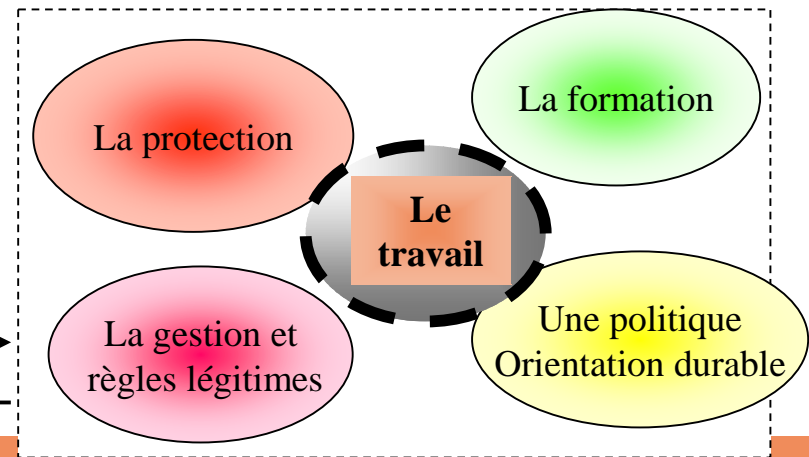 La protection
La formation
Le
travail
La gestion et
règles légitimes
Une politique
Orientation durable